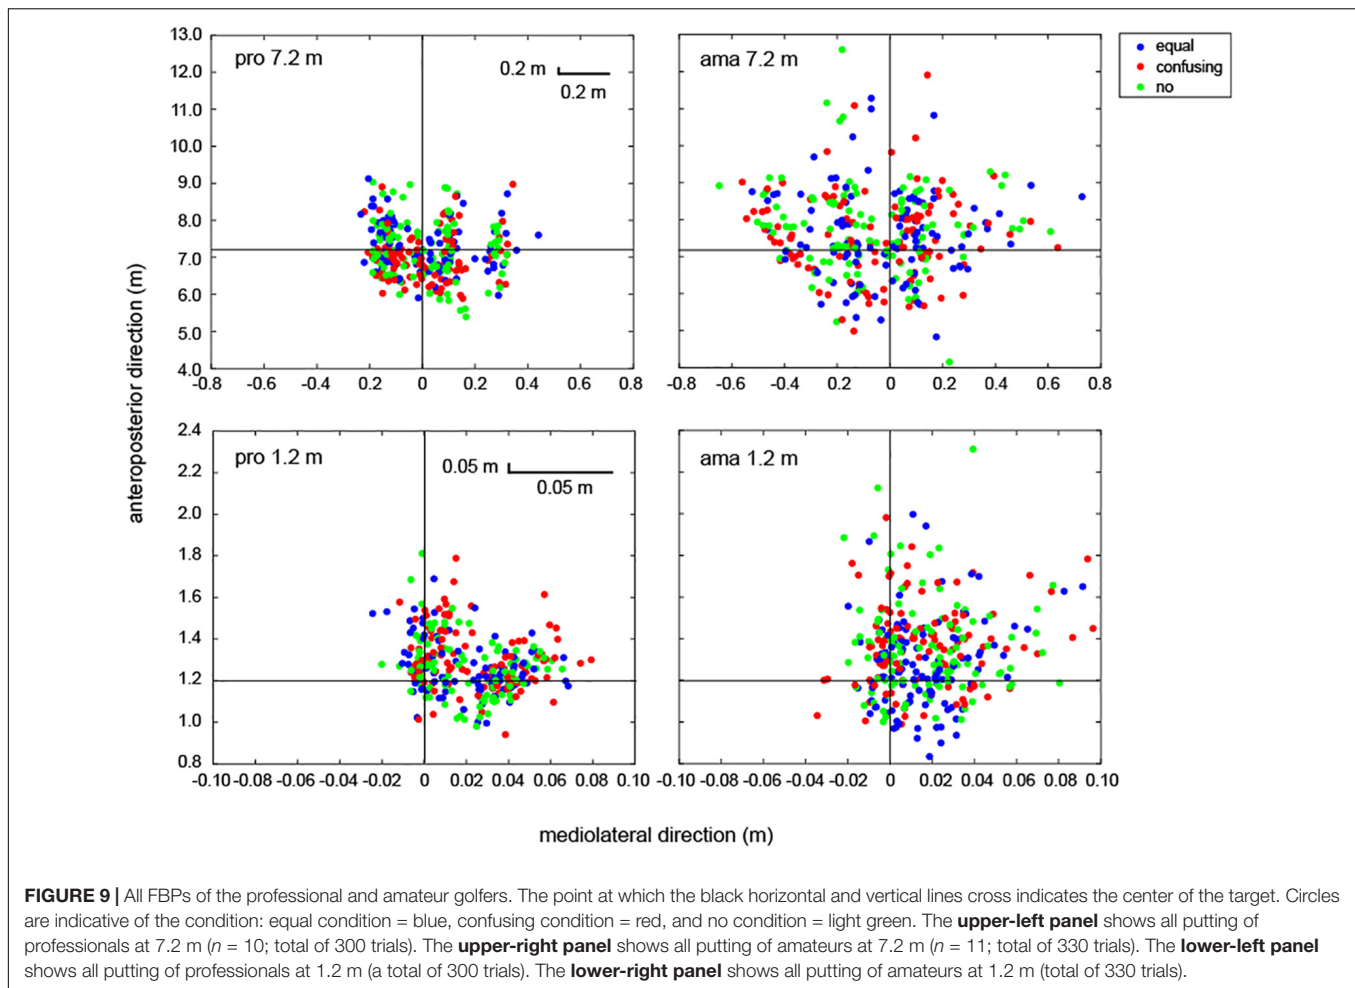 13.0
12.0
11.0
10.0
9.0
8.0
7.0
6.0
5.0
4.0
pro 7.2 m
0.2 m
0.2 m
-0.8 -0.6 -0.4 -0.2 0 0.2 0.4 0.6 0.8
ama 7.2 m
-0.8 -0.6 -0.4 -0.2 0 0.2 0.4 0.6 0.8
equal
confusing
no
anteroposterior direction (m)
2.4
2.2
2.0
1.8
1.6
1.4
1.2
1.0
0.8
pro 1.2 m
0.05 m
0.05 m
-0.10 -0.08 -0.06 -0.04 -0.02 0 0.02 0.04 0.06 0.08 0.10
ama 1.2 m
-0.10 -0.08 -0.06 -0.04 -0.02 0 0.02 0.04 0.06 0.08 0.10
mediolateral direction (m)
FIGURE 9 | All FBPs of the professional and amateur golfers. The point at which the black horizontal and vertical lines cross indicates the center of the target. Circles
are indicative of the condition: equal condition = blue, confusing condition = red, and no condition = light green. The upper-left panel shows all putting of
professionals at 7.2 m (n = 10; total of 300 trials). The upper-right panel shows all putting of amateurs at 7.2 m (n = 11; total of 330 trials). The lower-left panel
shows all putting of professionals at 1.2 m (a total of 300 trials). The lower-right panel shows all putting of amateurs at 1.2 m (total of 330 trials).